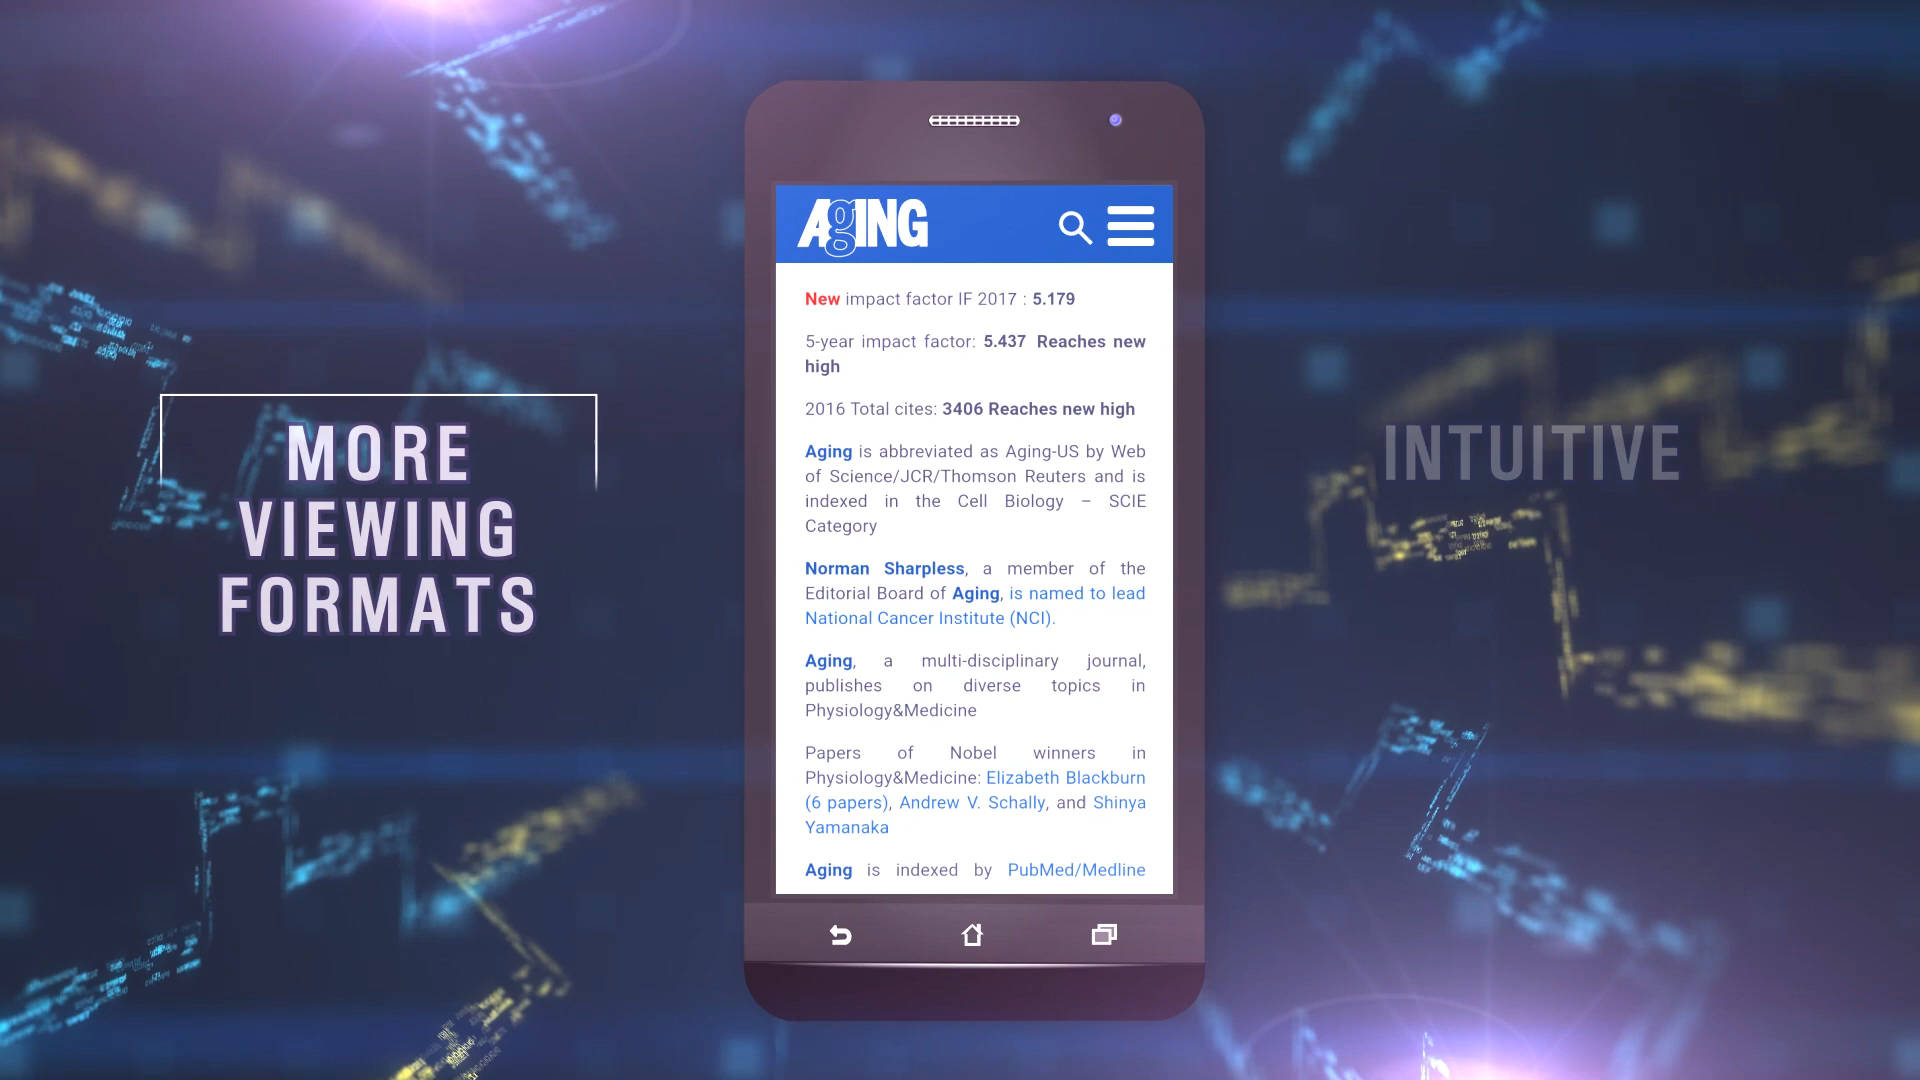 MORE
VIEWING
FORMATS
AgING
New impact factor IF 2017 : 5.179
5-year impact factor: 5.437 Reaches new
high
2016 Total cites: 3406 Reaches new high
Aging is abbreviated as Aging-US by Web
of Science/JCR/Thomson Reuters and is
indexed in the Cell Biology – SCIE
Category
Norman Sharpless, a member of the
Editorial Board of Aging, is named to lead
National Cancer Institute (NCI).
Aging, a multi-disciplinary journal,
publishes on diverse topics in
Physiology&Medicine
Papers of Nobel winners in
Physiology&Medicine: Elizabeth Blackburn
(6 papers), Andrew V. Schally, and Shinya
Yamanaka
Aging is indexed by PubMed/Medline
INTUITIVE